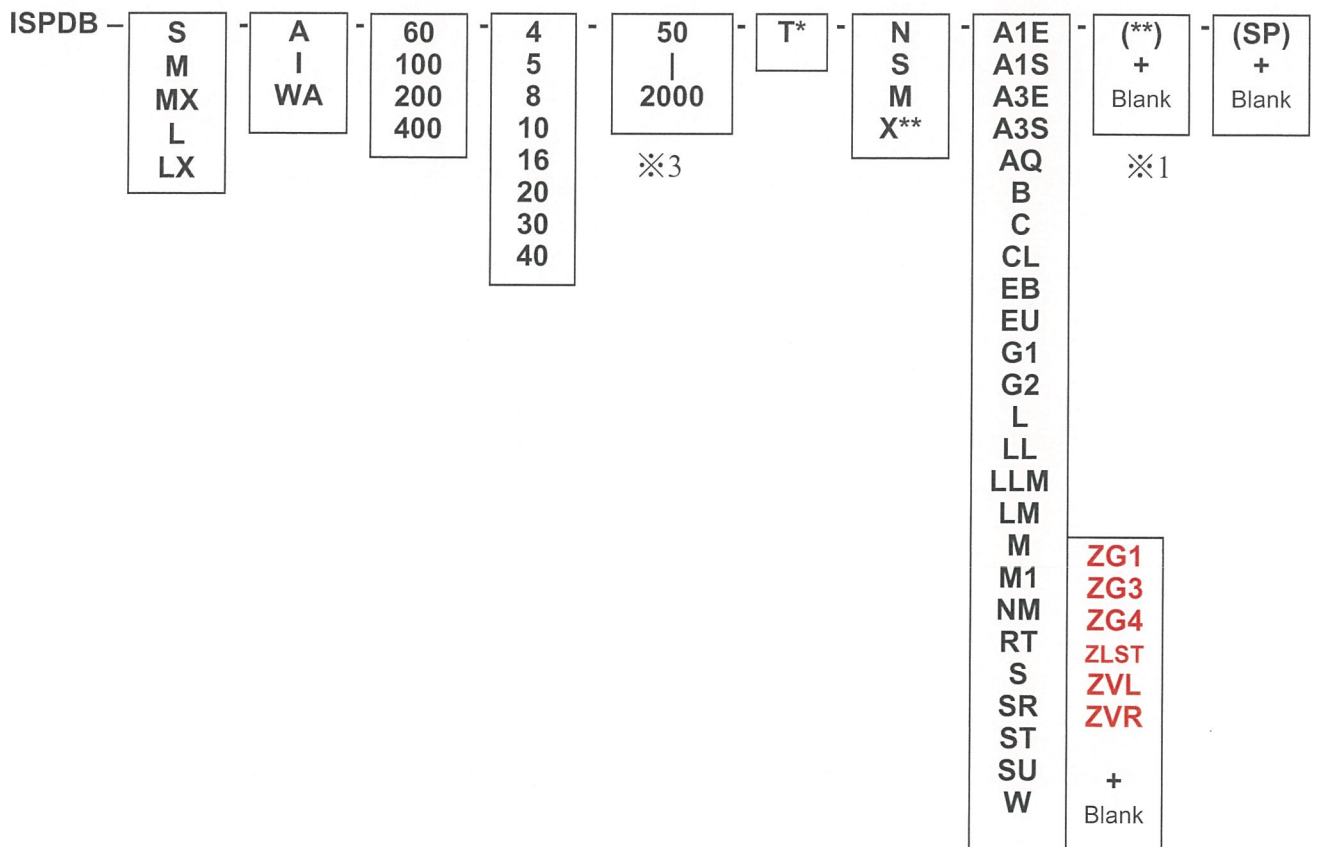 ISPDB – S - A - 60 - 4 - 50 - T* - N - A1E - (**) - (SP)
M I 100 5 | S A1S + +
MX WA 200 8 2000 M A3E Blank Blank
L 400 10 X** A3S
LX 16 ※3 AQ ※1
20 B
30 C
40 CL
EB
EU
G1
G2
L
LL
LLM
LM
M ZG1
M1 ZG3
NM ZG4
RT ZLST
S ZVL
SR ZVR
ST
SU +
W Blank